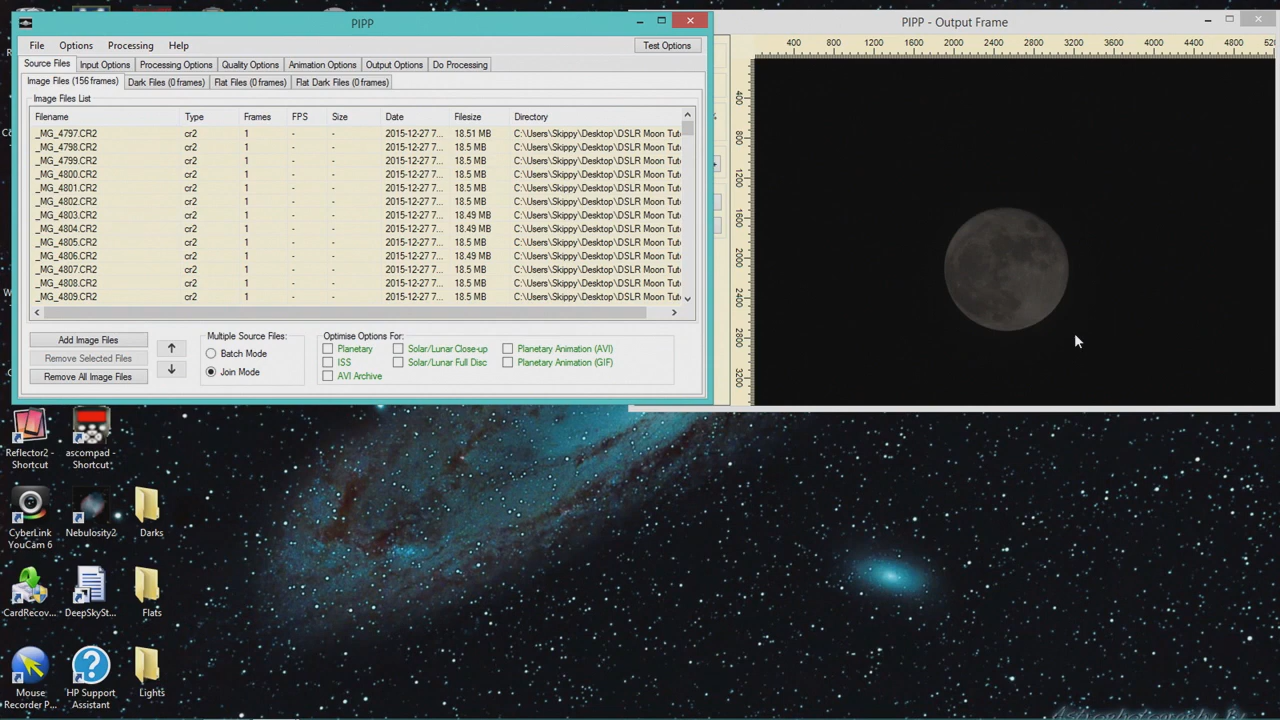 PIPP
File Options Processing Help Test Options
Source Files Input Options Processing Options Quality Options Animation Options Output Options Do Processing
Image Files (156 frames) Dark Files (0 frames) Flat Files (0 frames) Flat Dark Files (0 frames)
Image Files List
Filename Type Frames FPS Size Date Filesize Directory
_MG_4797.CR2 cr2 1 - - 2015-12-27 7... 18.51 MB C:\Users\Skippy\Desktop\DSLR Moon Tut
_MG_4798.CR2 cr2 1 - - 2015-12-27 7... 18.5 MB C:\Users\Skippy\Desktop\DSLR Moon Tut
_MG_4799.CR2 cr2 1 - - 2015-12-27 7... 18.5 MB C:\Users\Skippy\Desktop\DSLR Moon Tut
_MG_4800.CR2 cr2 1 - - 2015-12-27 7... 18.5 MB C:\Users\Skippy\Desktop\DSLR Moon Tut
_MG_4801.CR2 cr2 1 - - 2015-12-27 7... 18.5 MB C:\Users\Skippy\Desktop\DSLR Moon Tut
_MG_4802.CR2 cr2 1 - - 2015-12-27 7... 18.5 MB C:\Users\Skippy\Desktop\DSLR Moon Tut
_MG_4803.CR2 cr2 1 - - 2015-12-27 7... 18.49 MB C:\Users\Skippy\Desktop\DSLR Moon Tut
_MG_4804.CR2 cr2 1 - - 2015-12-27 7... 18.49 MB C:\Users\Skippy\Desktop\DSLR Moon Tut
_MG_4805.CR2 cr2 1 - - 2015-12-27 7... 18.5 MB C:\Users\Skippy\Desktop\DSLR Moon Tut
_MG_4806.CR2 cr2 1 - - 2015-12-27 7... 18.49 MB C:\Users\Skippy\Desktop\DSLR Moon Tut
_MG_4807.CR2 cr2 1 - - 2015-12-27 7... 18.5 MB C:\Users\Skippy\Desktop\DSLR Moon Tut
_MG_4808.CR2 cr2 1 - - 2015-12-27 7... 18.5 MB C:\Users\Skippy\Desktop\DSLR Moon Tut
_MG_4809.CR2 cr2 1 - - 2015-12-27 7... 18.5 MB C:\Users\Skippy\Desktop\DSLR Moon Tut
Add Image Files
Remove Selected Files
Remove All Image Files
Multiple Source Files:
Batch Mode
Join Mode
Optimise Options For:
Planetary Solar/Lunar Close-up Planetary Animation (AVI)
ISS Solar/Lunar Full Disc Planetary Animation (GIF)
AVI Archive
PIPP - Output Frame
400 800 1200 1600 2000 2400 2800 3200 3600 4000 4400 4800 520
400
800
1200
1600
2000
2400
2800
3200
Reflector2 -
Shortcut
ascompad -
Shortcut
CyberLink
YouCam 6
Nebulosity2
Darks
CardRecov...
DeepSkySt...
Flats
Mouse
Recorder P...
HP Support
Assistant
Lights